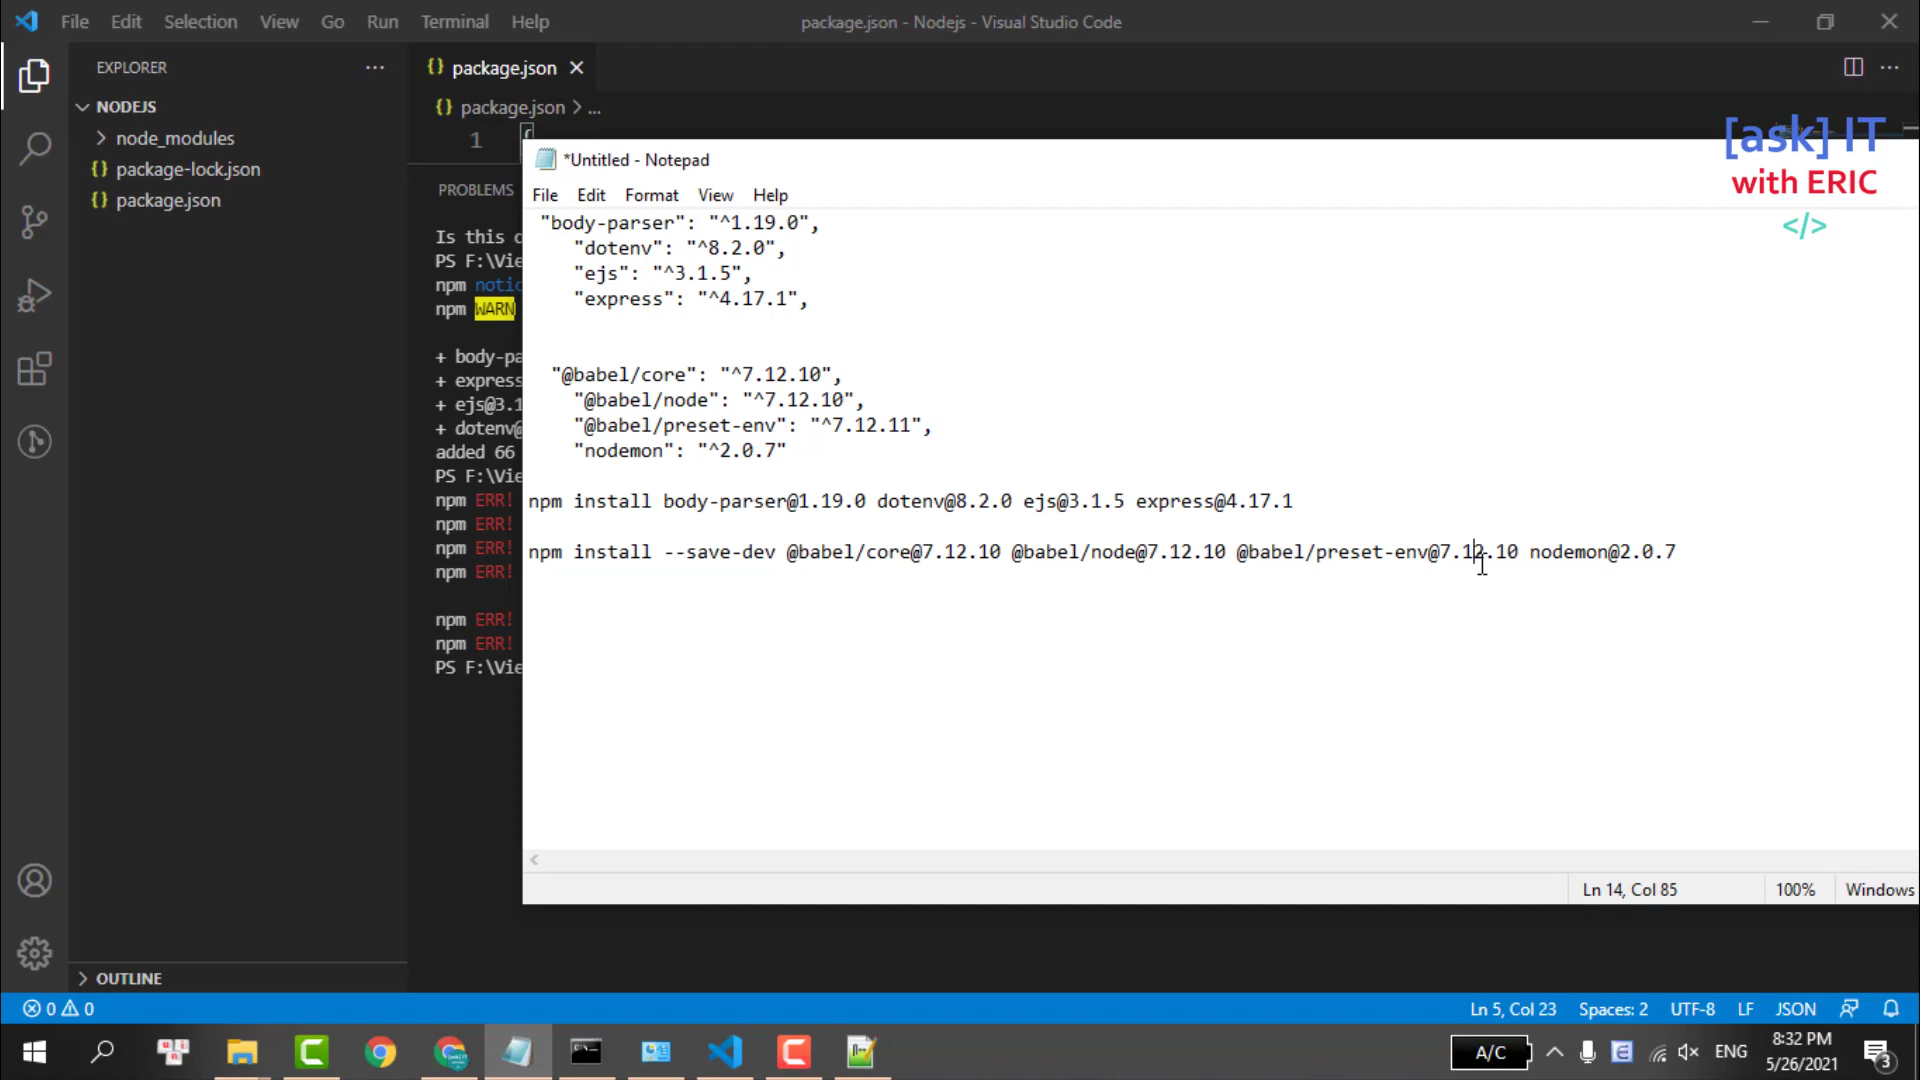 File Edit Selection View Go Run Terminal Help
package.json - Nodejs - Visual Studio Code
EXPLORER
package.json
NODEJS
package.json > ...
node_modules
package-lock.json
package.json
1 {
PROBLEMS
Is this
PS F:\Vie
npm notic
npm WARN
+ body-pa
+ express
+ ejs@3.1
+ dotenv@
added 66
PS F:\Vie
npm ERR!
npm ERR!
npm ERR!
npm ERR!
npm ERR!
npm ERR!
PS F:\Vie
*Untitled - Notepad
File Edit Format View Help
"body-parser": "^1.19.0",
"dotenv": "^8.2.0",
"ejs": "^3.1.5",
"express": "^4.17.1",
"@babel/core": "^7.12.10",
"@babel/node": "^7.12.10",
"@babel/preset-env": "^7.12.11",
"nodemon": "^2.0.7"
npm install body-parser@1.19.0 dotenv@8.2.0 ejs@3.1.5 express@4.17.1
npm install --save-dev @babel/core@7.12.10 @babel/node@7.12.10 @babel/preset-env@7.12.10 nodemon@2.0.7
Ln 14, Col 85 100% Windows
[ask] IT
with ERIC
</>
OUTLINE
0 0
Ln 5, Col 23 Spaces: 2 UTF-8 LF JSON
A/C
ENG
8:32 PM
5/26/2021
3